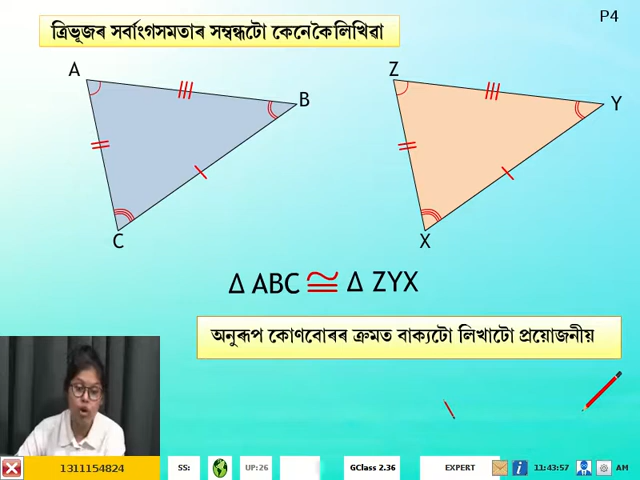 P4
ত্ৰিভূজৰ সৰ্বাংগসমতাৰ সম্বন্ধটো কেনেকৈ লিখিৱা
A
B
C
Z
Y
X
Δ ABC ≅ Δ ZYX
অনুৰূপ কোণবোৰৰ ক্ৰমত বাক্যটো লিখাটো প্ৰয়োজনীয়
1311154824
SS:
UP:26
GClass 2.36
EXPERT
11:43:57
AM